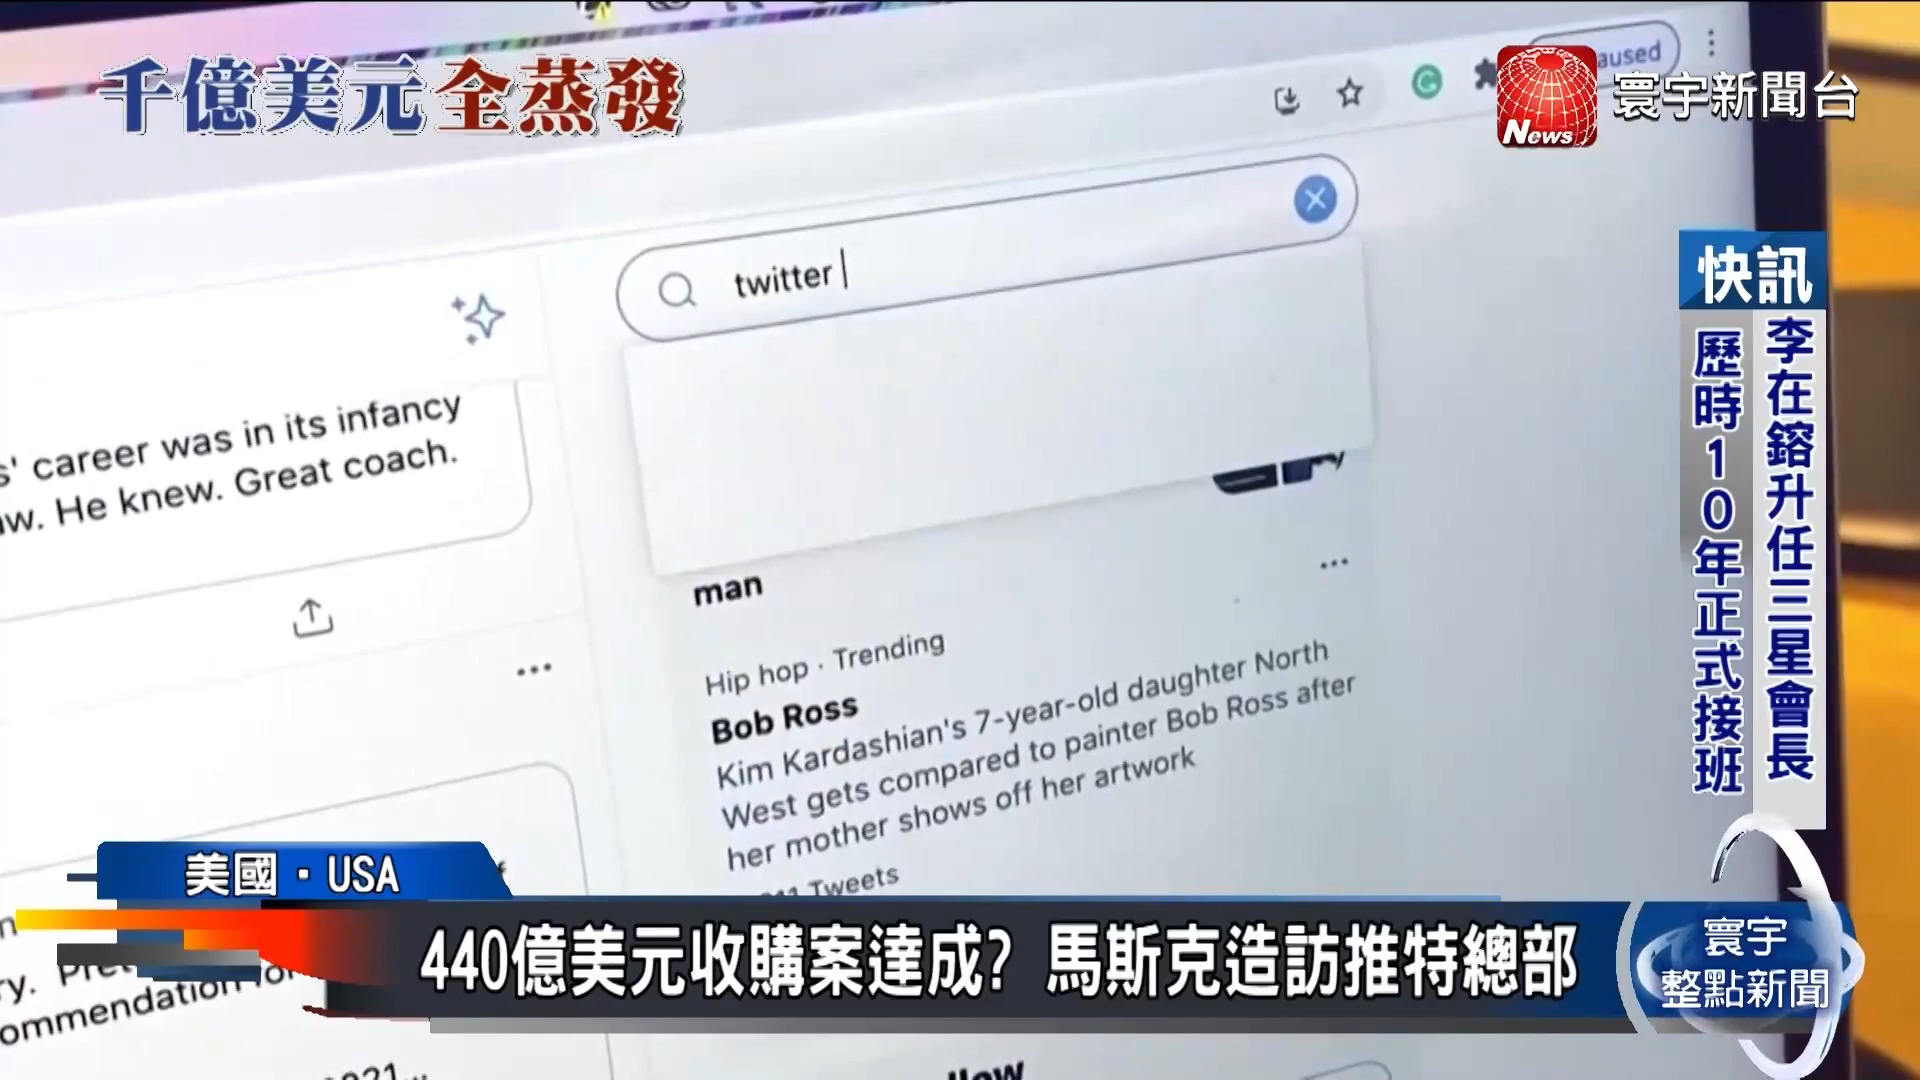 千億美元全蒸發
aused
News
寰宇新聞台
twitter
快訊
李在鎔升任三星會長
歷時10年正式接班
s' career was in its infancy
w. He knew. Great coach.
man
Hip hop · Trending
Bob Ross
Kim Kardashian's 7-year-old daughter North
West gets compared to painter Bob Ross after
her mother shows off her artwork
Tweets
美國·USA
440億美元收購案達成? 馬斯克造訪推特總部
寰宇
整點新聞
ommendation